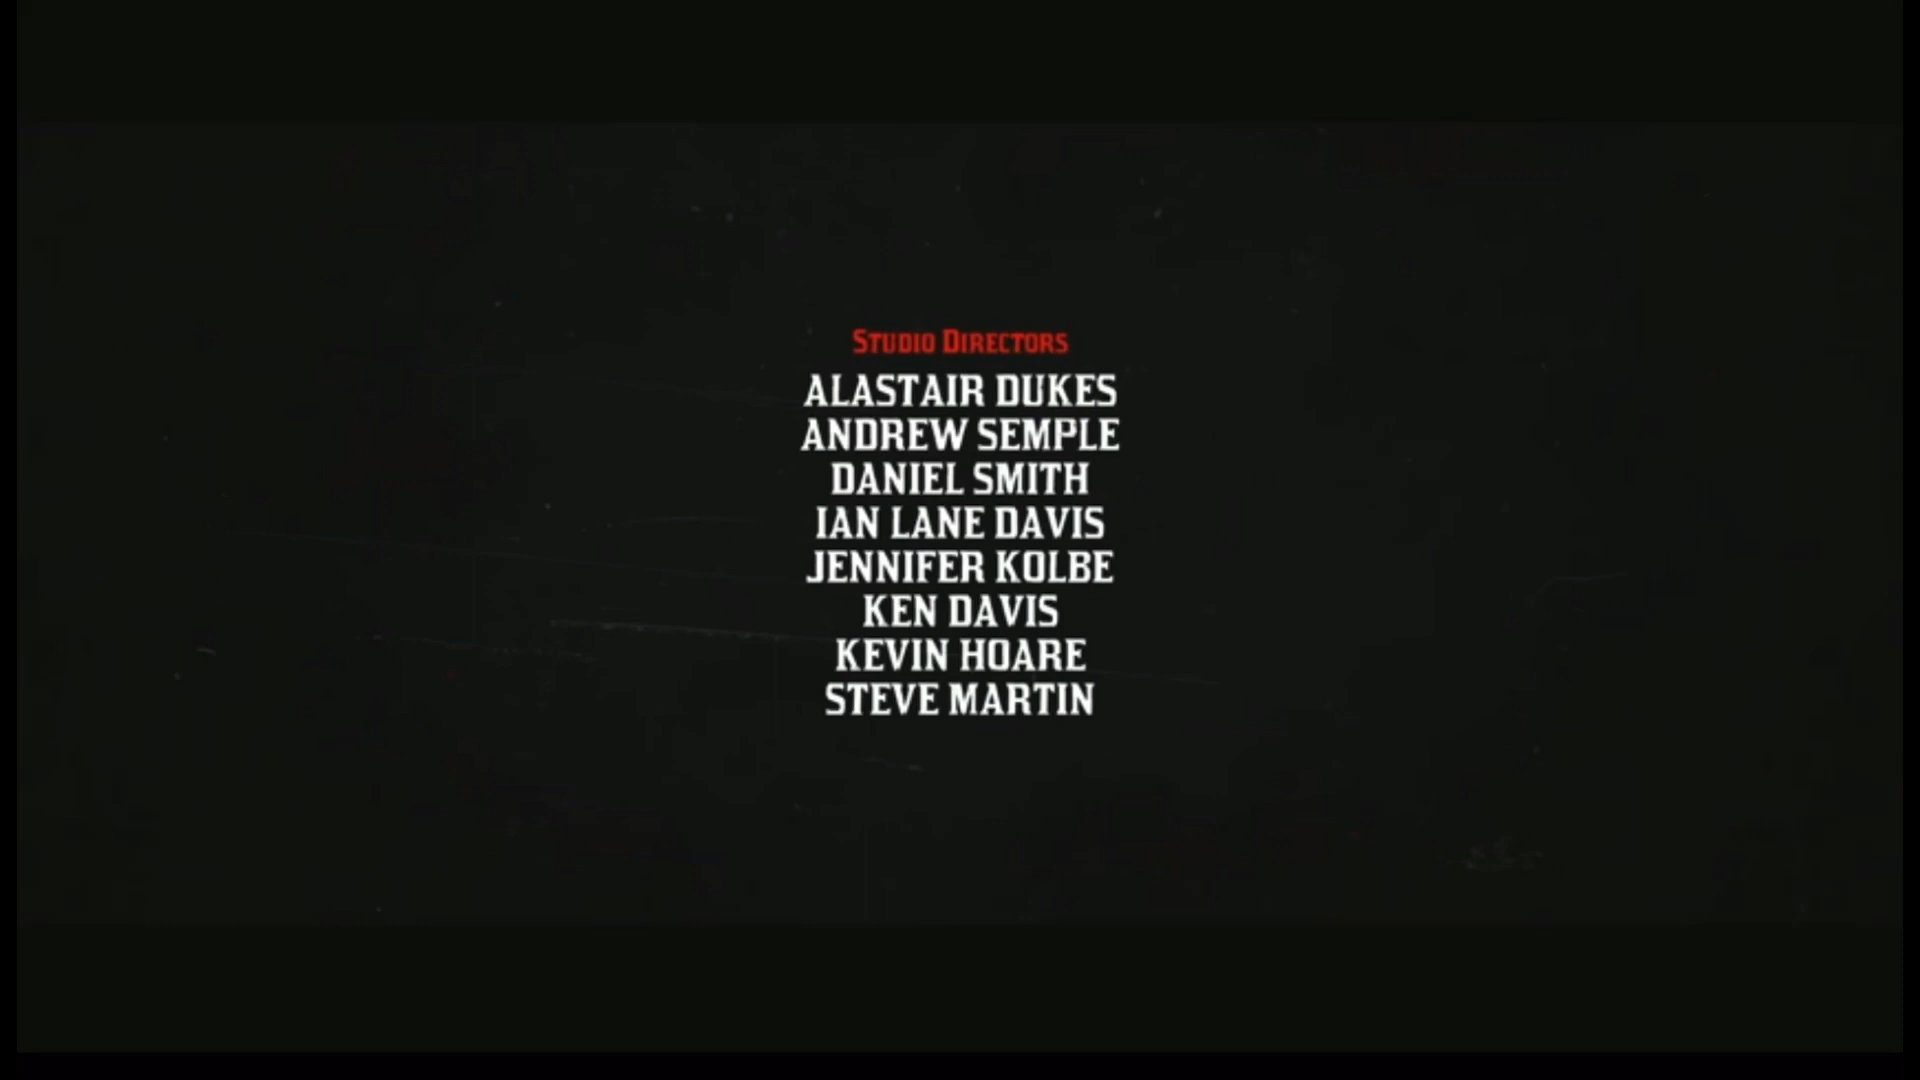 Studio Directors
ALASTAIR DUKES
ANDREW SEMPLE
DANIEL SMITH
IAN LANE DAVIS
JENNIFER KOLBE
KEN DAVIS
KEVIN HOARE
STEVE MARTIN